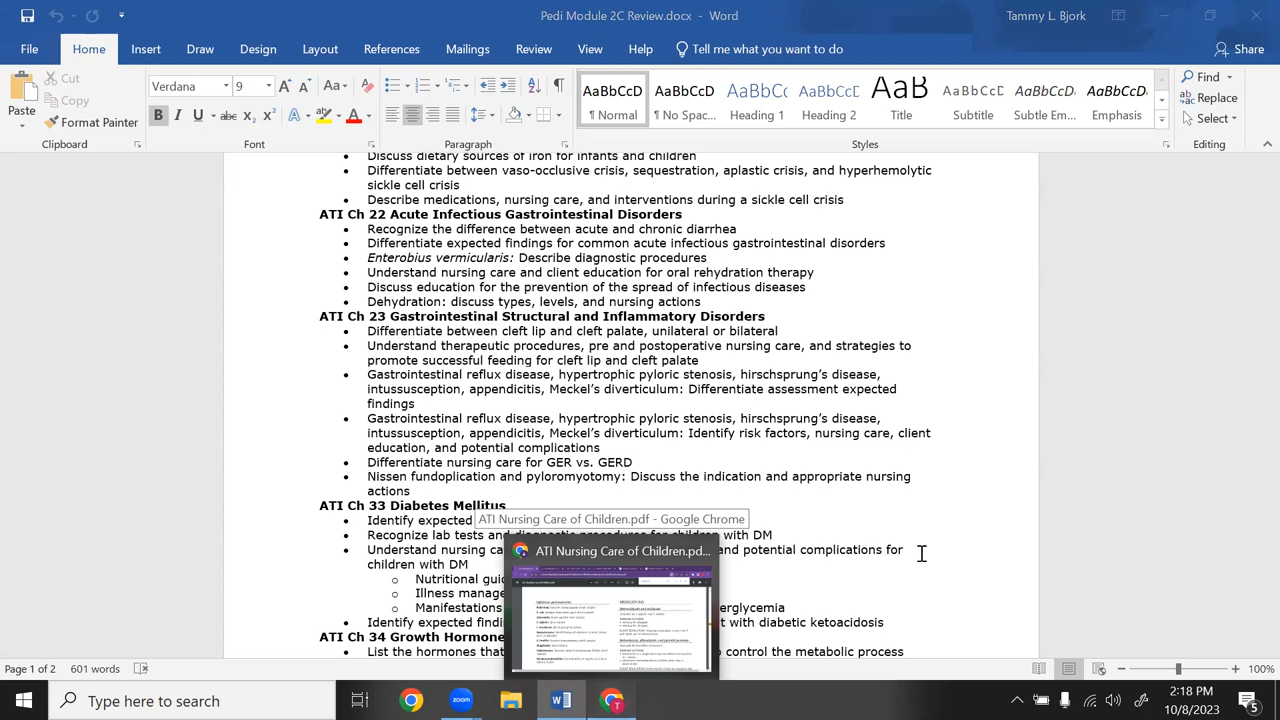 Pedi Module 2C Review.docx - Word
Tammy L. Bjork
File
Home
Insert
Draw
Design
Layout
References
Mailings
Review
View
Help
Tell me what you want to do
Share
Paste
Cut
Copy
Format Painter
Clipboard
Verdana
9
Font
Paragraph
AaBbCcD
¶ Normal
AaBbCcD
¶ No Spac...
AaBbCc
Heading 1
AaBbCcD
Heading 2
AaB
Title
AaBbCcD
Subtitle
AaBbCcD
Subtle Em...
AaBbCcD
Emphasis
Styles
Find
Replace
Select
Editing
• Discuss dietary sources of iron for infants and children
• Differentiate between vaso-occlusive crisis, sequestration, aplastic crisis, and hyperhemolytic
sickle cell crisis
• Describe medications, nursing care, and interventions during a sickle cell crisis
ATI Ch 22 Acute Infectious Gastrointestinal Disorders
• Recognize the difference between acute and chronic diarrhea
• Differentiate expected findings for common acute infectious gastrointestinal disorders
• Enterobius vermicularis: Describe diagnostic procedures
• Understand nursing care and client education for oral rehydration therapy
• Discuss education for the prevention of the spread of infectious diseases
• Dehydration: discuss types, levels, and nursing actions
ATI Ch 23 Gastrointestinal Structural and Inflammatory Disorders
• Differentiate between cleft lip and cleft palate, unilateral or bilateral
• Understand therapeutic procedures, pre and postoperative nursing care, and strategies to
promote successful feeding for cleft lip and cleft palate
• Gastrointestinal reflux disease, hypertrophic pyloric stenosis, hirschsprung's disease,
intussusception, appendicitis, Meckel's diverticulum: Differentiate assessment expected
findings
• Gastrointestinal reflux disease, hypertrophic pyloric stenosis, hirschsprung's disease,
intussusception, appendicitis, Meckel's diverticulum: Identify risk factors, nursing care, client
education, and potential complications
• Differentiate nursing care for GER vs. GERD
• Nissen fundoplication and pyloromyotomy: Discuss the indication and appropriate nursing
actions
ATI Ch 33 Diabetes Mellitus
• Identify expected
ATI Nursing Care of Children.pdf - Google Chrome
• Recognize lab tests and diagnostic procedures for children with DM
• Understand nursing ca
ATI Nursing Care of Children.pd...
and potential complications for
children with DM
Illness manage
Manifestations
erglycemia
with diabetic ketoacidosis
control the metabolic process
Page 1 of 2
601 words
100%
Type here to search
2:18 PM
10/8/2023
5